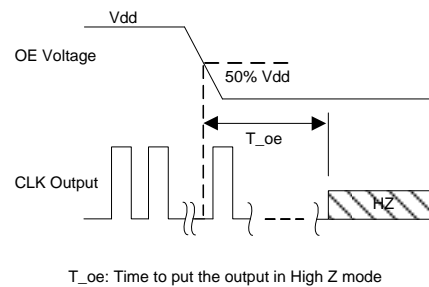 Vdd
OE Voltage
50% Vdd
T_oe
CLK Output
HZ
T_oe: Time to put the output in High Z mode